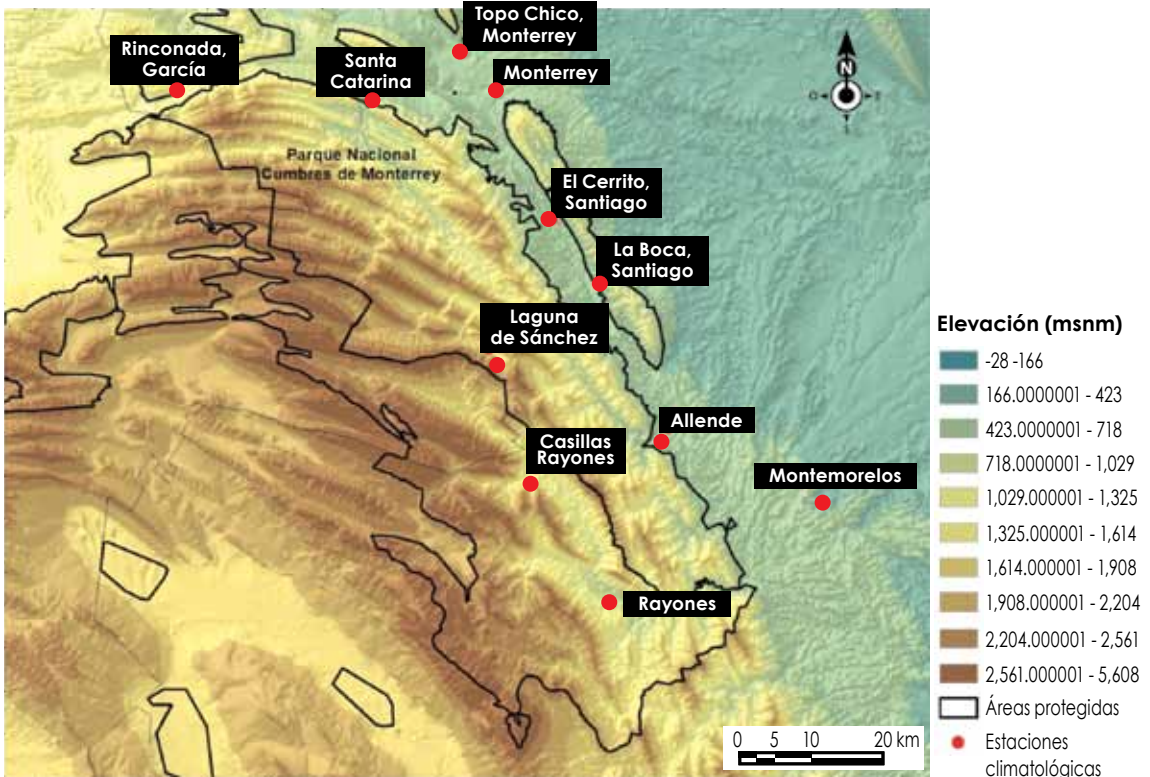 Topo Chico,
Monterrey
Rinconada,
García
Santa
Catarina
Monterrey
N
Parque Nacional
Cumbres de Monterrey
El Cerrito,
Santiago
La Boca,
Santiago
Laguna
de Sánchez
Allende
Casillas
Rayones
Montemorelos
Rayones
0 5 10 20 km
Elevación (msnm)
-28 -166
166.0000001 - 423
423.0000001 - 718
718.0000001 - 1,029
1,029.000001 - 1,325
1,325.000001 - 1,614
1,614.000001 - 1,908
1,908.000001 - 2,204
2,204.000001 - 2,561
2,561.000001 - 5,608
Áreas protegidas
Estaciones
climatológicas